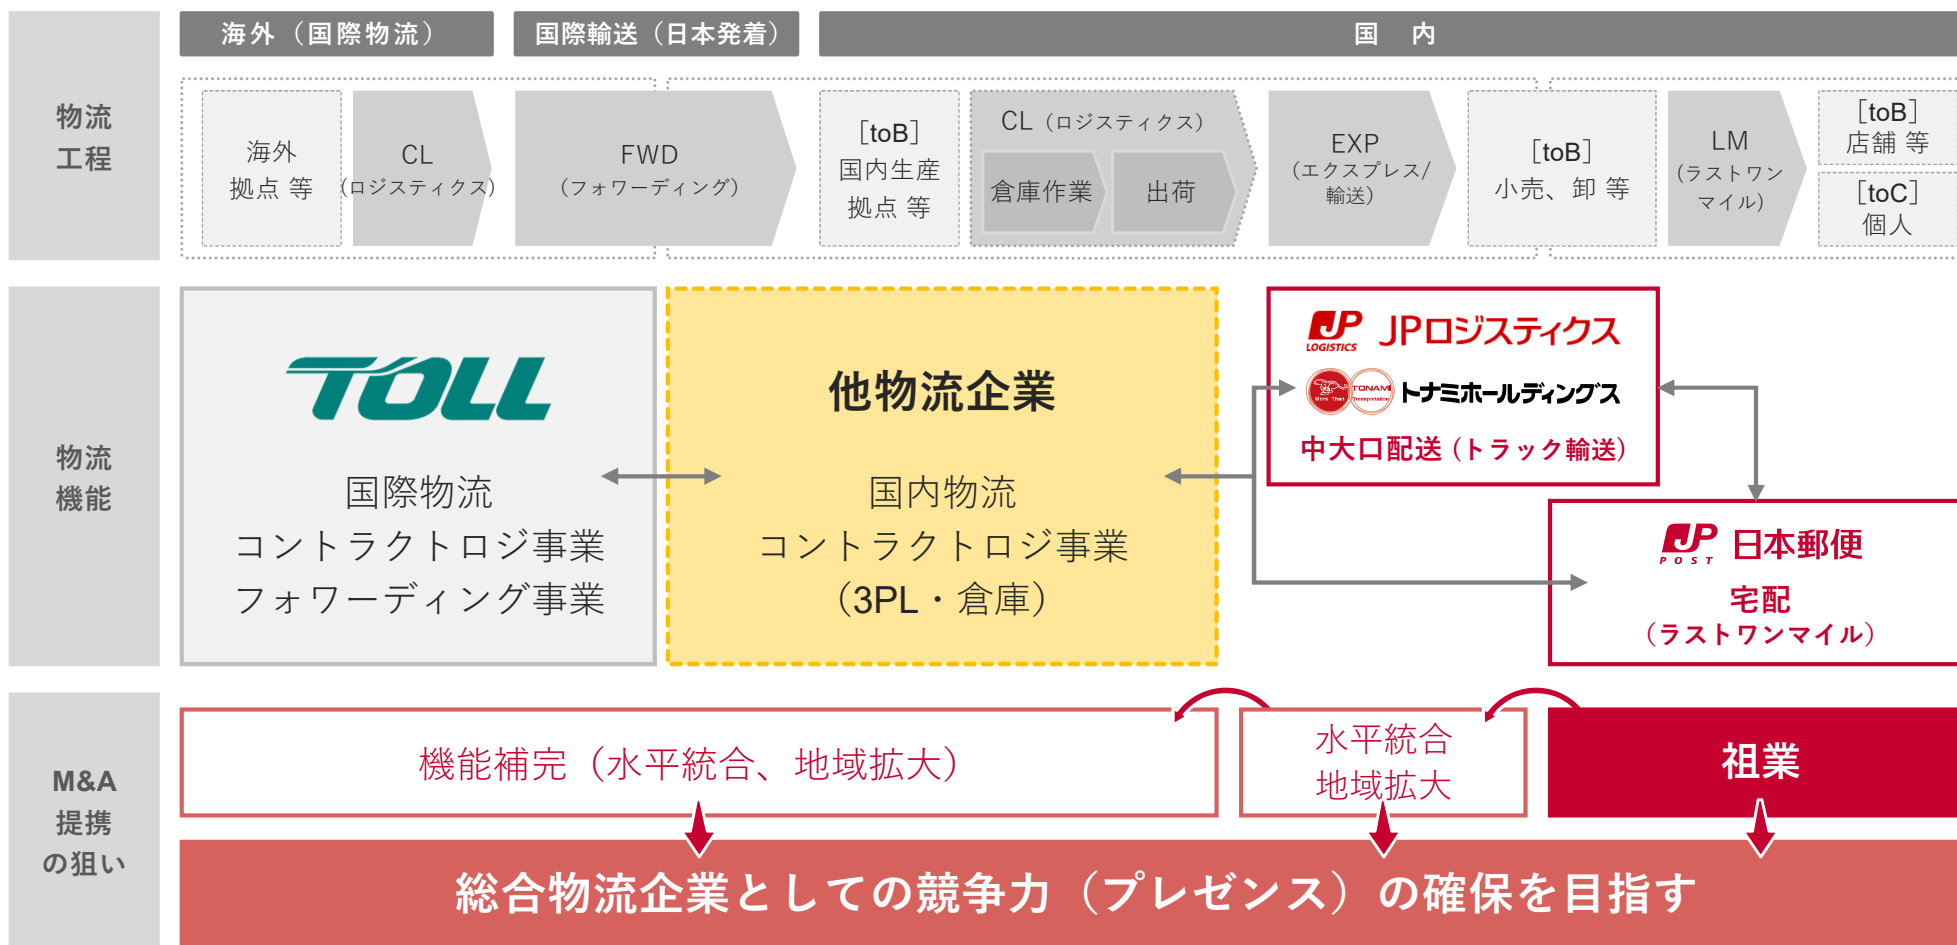 海外（国際物流）
国際輸送（日本発着）
国 内
物流
工程
海外
拠点 等
CL
(ロジスティクス)
FWD
(フォワーディング)
［toB］
国内生産
拠点 等
CL（ロジスティクス）
倉庫作業
出荷
EXP
(エクスプレス/
輸送)
［toB］
小売、卸 等
LM
(ラストワン
マイル)
［toB］
店舗 等
［toC］
個人
物流
機能
TOLL
国際物流
コントラクトロジ事業
フォワーディング事業
他物流企業
国内物流
コントラクトロジ事業
（3PL・倉庫）
JP
LOGISTICS
JPロジスティクス
More Than
TONAMI
Transportation
トナミホールディングス
中大口配送 (トラック輸送)
JP
POST
日本郵便
宅配
（ラストワンマイル）
M&A
提携
の狙い
機能補完（水平統合、地域拡大）
水平統合
地域拡大
祖業
総合物流企業としての競争力（プレゼンス）の確保を目指す